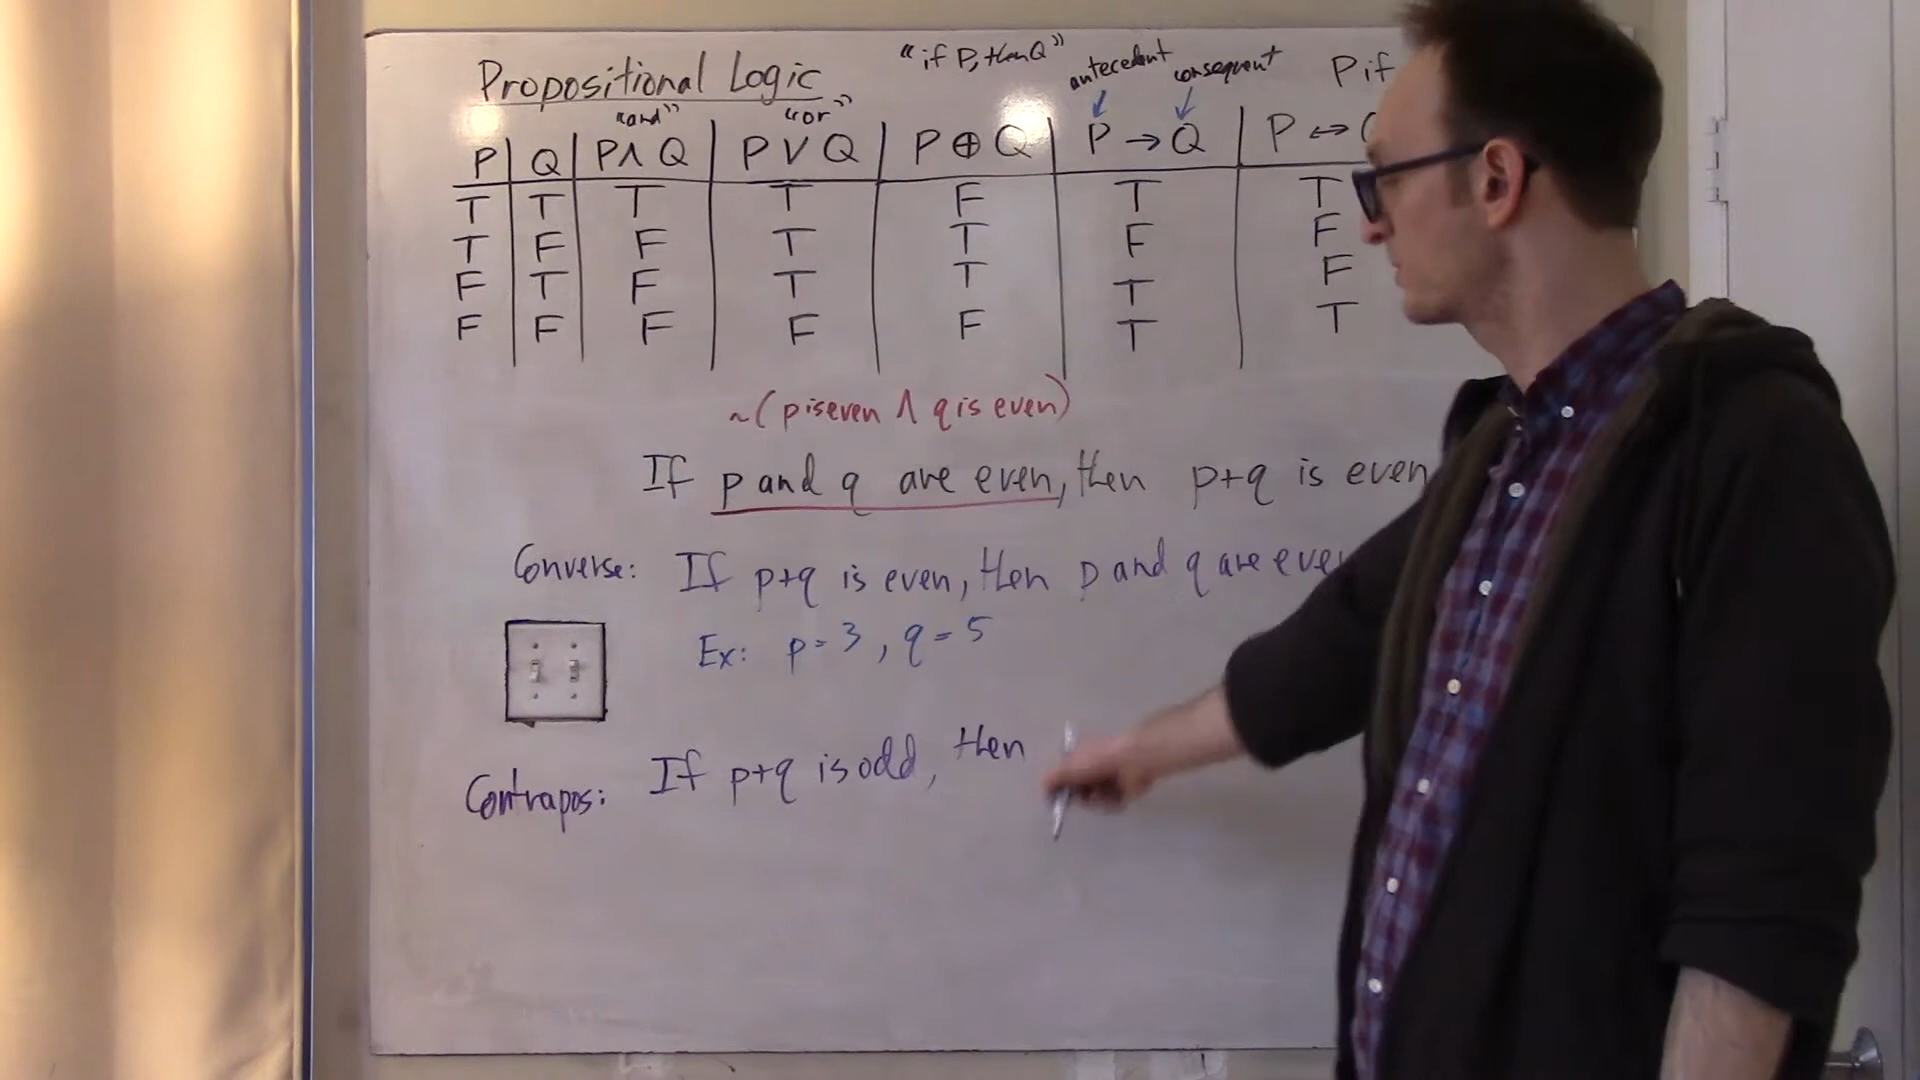 Propositional Logic
"if P, then Q"
antecedent
consequent
P if
"and"
"or"
P Q P∧Q P∨Q P⊕Q P→Q P↔
T T T T F T T
T F F T T F F
F T F T T T F
F F F F F T T
~(p is even ∧ q is even)
If p and q are even, then p+q is even
Converse: If p+q is even, then p and q are eve
Ex: p=3, q=5
Contrapos: If p+q is odd, then